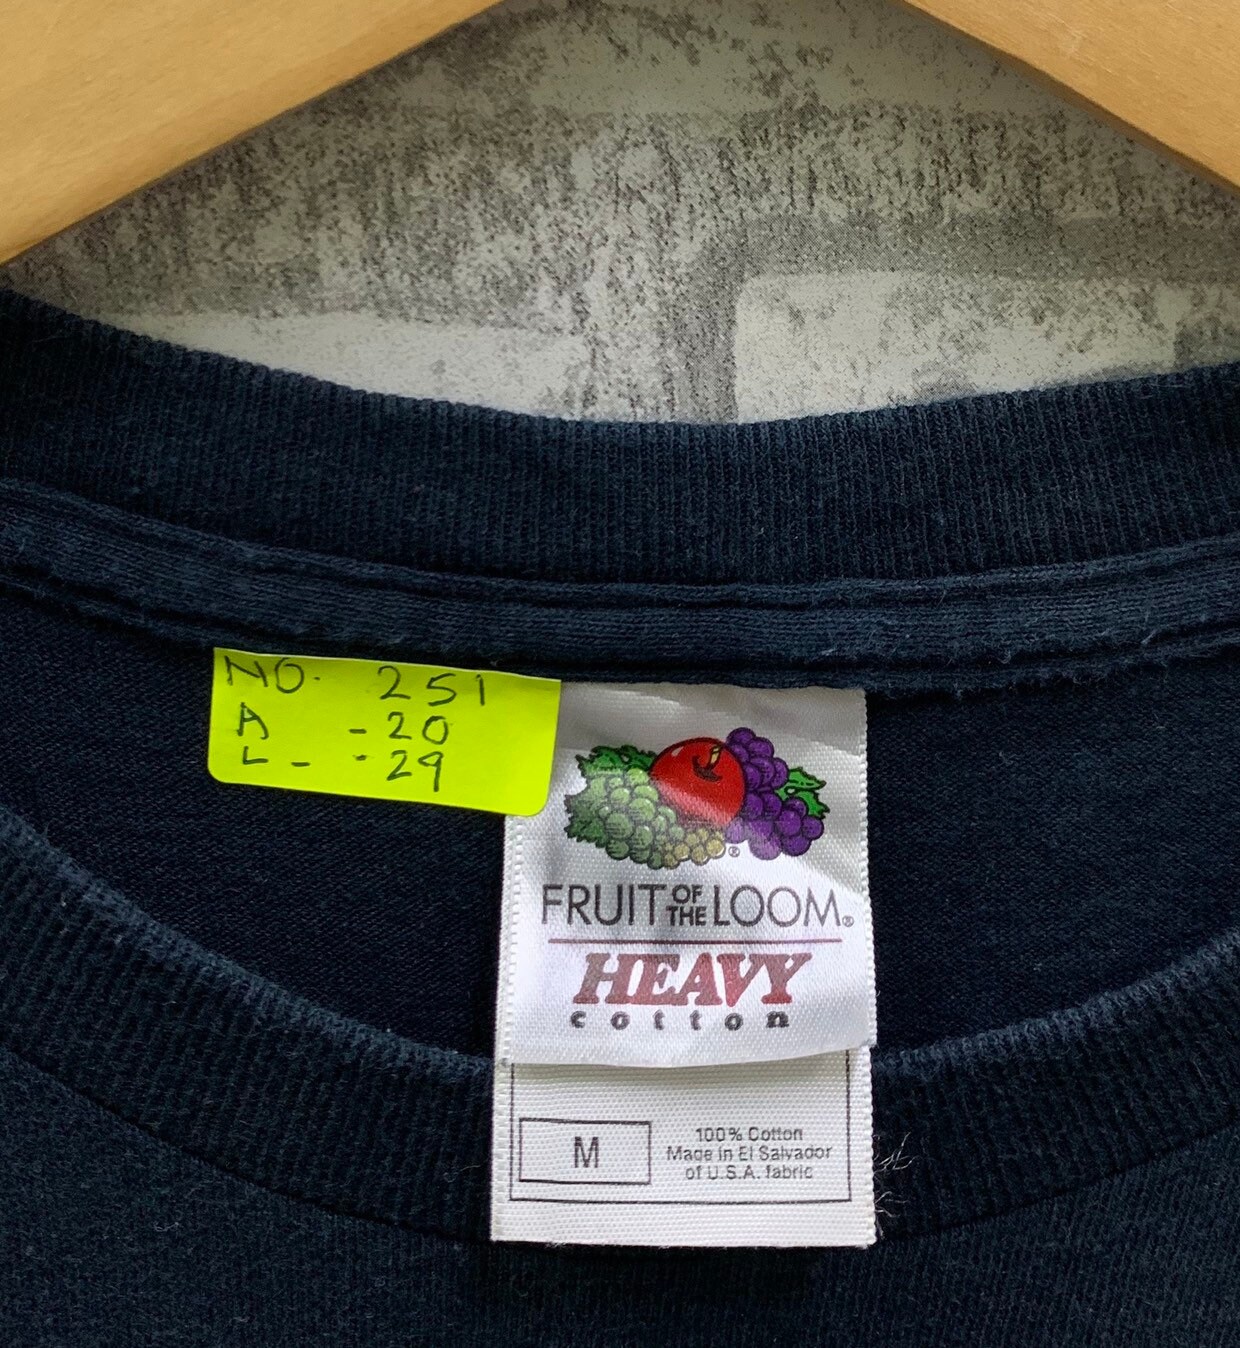 NO. 251
A - 20
L - - 29
®
FRUIT OF THE LOOM®
HEAVY
cotton
M
100% Cotton
Made in El Salvador
of U.S.A. fabric